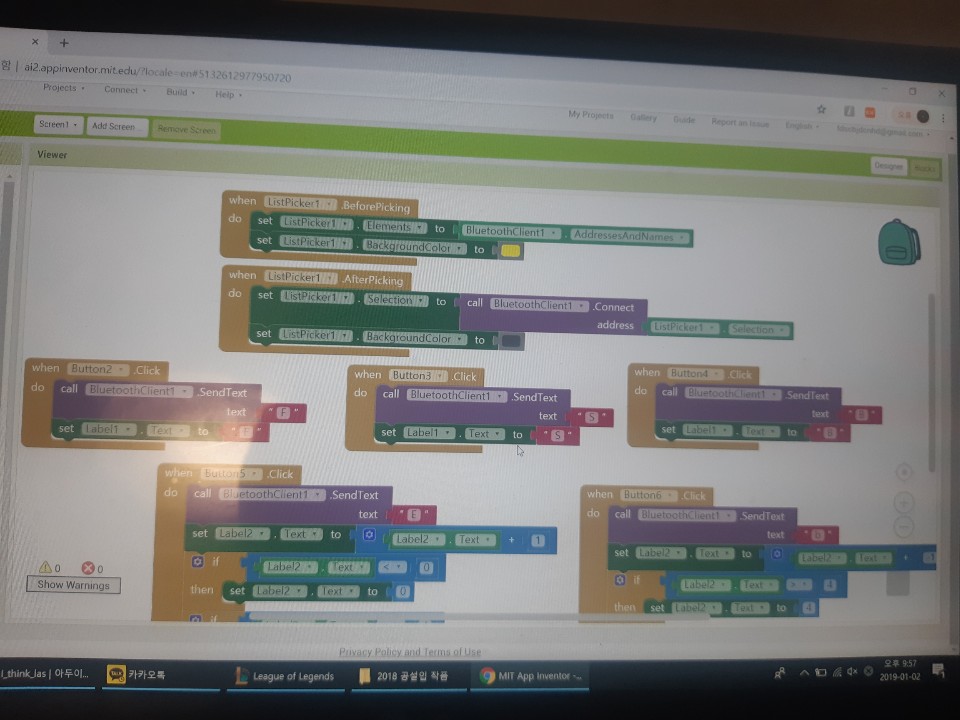 × +
함 | ai2.appinventor.mit.edu/?locale=en#5132612977950720
Projects Connect Build Help
My Projects Gallery Guide Report an Issue English
Screen1 Add Screen ... Remove Screen
Viewer
Designer Blocks
when ListPicker1 .BeforePicking
do set ListPicker1 . Elements to BluetoothClient1 . AddressesAndNames
set ListPicker1 . BackgroundColor to
when ListPicker1 .AfterPicking
do set ListPicker1 . Selection to call BluetoothClient1 .Connect
address ListPicker1 . Selection
set ListPicker1 . BackgroundColor to
when Button2 .Click
do call BluetoothClient1 .SendText
text " F "
set Label1 . Text to " F "
when Button3 .Click
do call BluetoothClient1 .SendText
text " S "
set Label1 . Text to " S "
when Button4 .Click
do call BluetoothClient1 .SendText
text " B "
set Label1 . Text to " B "
when Button5 .Click
do call BluetoothClient1 .SendText
text " E "
set Label2 . Text to Label2 . Text + 1
if Label2 . Text < 0
then set Label2 . Text to 0
if
when Button6 .Click
do call BluetoothClient1 .SendText
text " b "
set Label2 . Text to Label2 . Text + -1
if Label2 . Text > 4
then set Label2 . Text to 4
0 0
Show Warnings
Privacy Policy and Terms of Use
I_think_las | 아두이...
카카오톡
League of Legends
2018 공설입 작품
MIT App Inventor -...
오후 9:57
2019-01-02